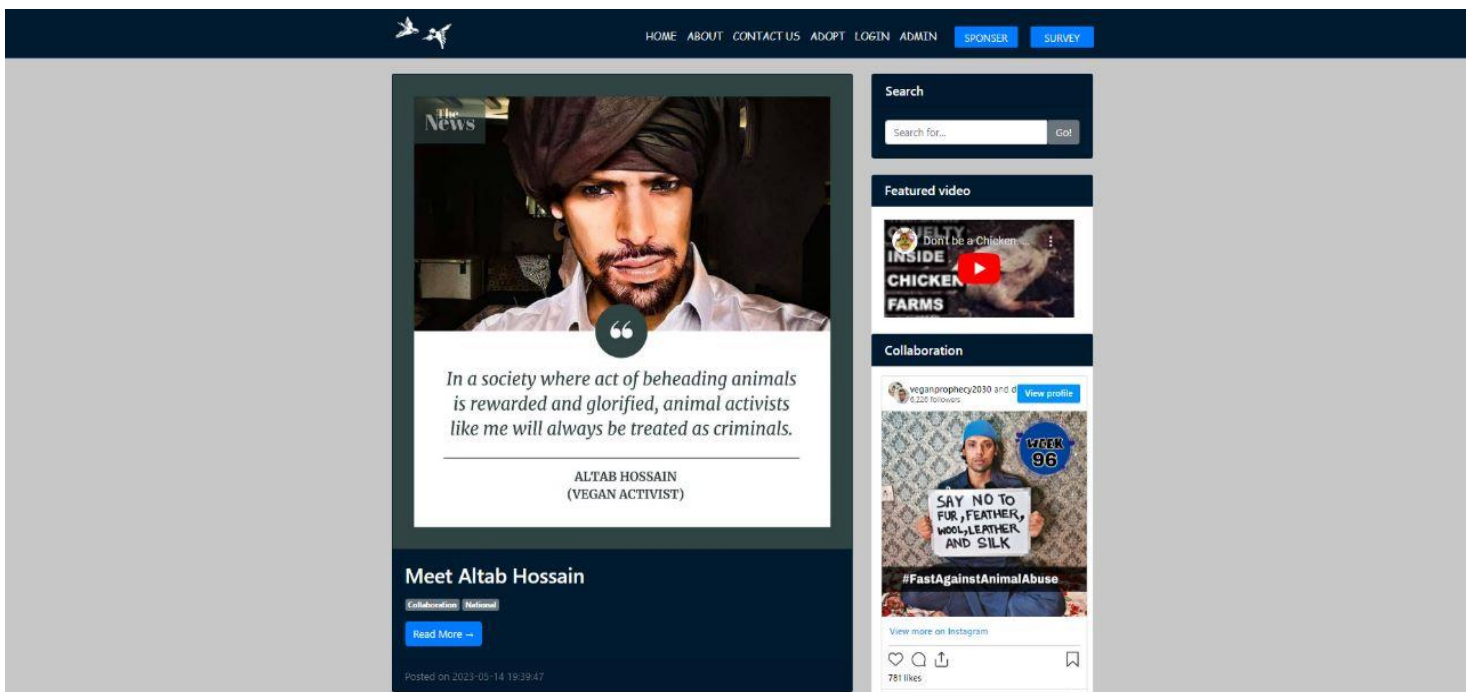 HOME ABOUT CONTACT US ADOPT LOGIN ADMIN SPONSER SURVEY
The
News
In a society where act of beheading animals
is rewarded and glorified, animal activists
like me will always be treated as criminals.
ALTAB HOSSAIN
(VEGAN ACTIVIST)
Meet Altab Hossain
Collaboration National
Read More →
Posted on 2023-05-14 19:39:47
Search
Search for...
Go!
Featured video
CRUELTY
Don't be a Chicken ...
INSIDE
CHICKEN
FARMS
Collaboration
veganprophecy2030 and d
6,226 followers
View profile
WEEK
96
SAY NO TO
FUR, FEATHER,
WOOL, LEATHER
AND SILK
#FastAgainstAnimalAbuse
View more on Instagram
781 likes